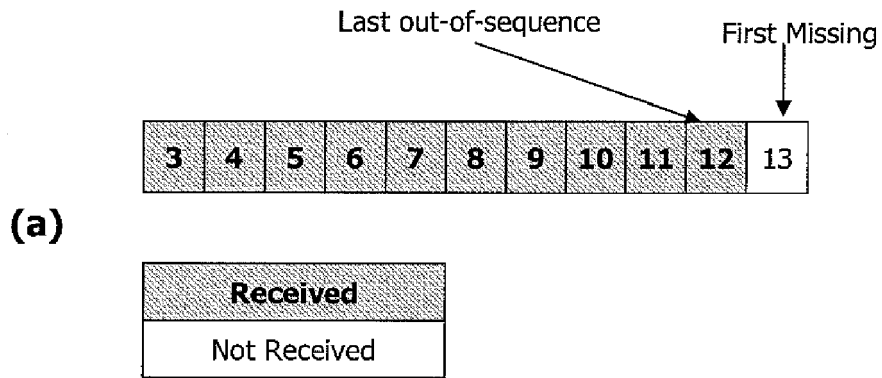 Last out-of-sequence
First Missing
3 4 5 6 7 8 9 10 11 12 13
(a)
Received
Not Received